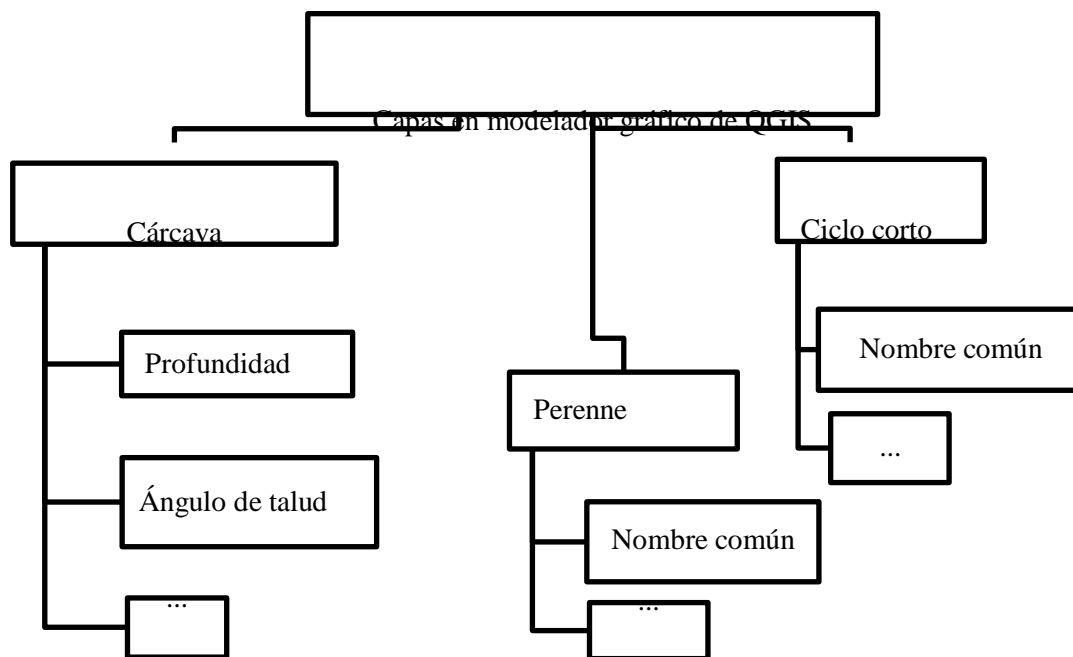 Capas en modelador gráfico de QGIS
Cárcava
Profundidad
Ángulo de talud
...
Perenne
Nombre común
...
Ciclo corto
Nombre común
...